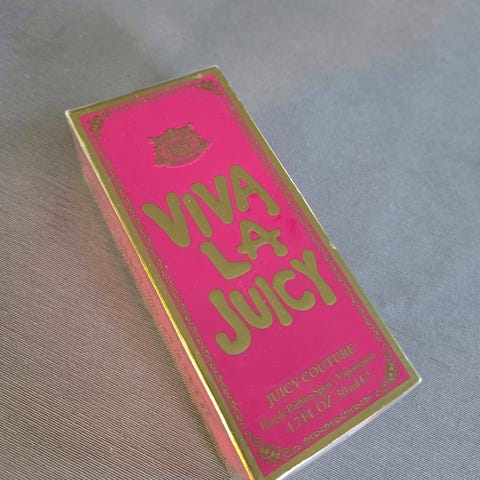 VIVA
LA
JUICY
JUICY COUTURE
Eau de Parfum Spray · Vaporisateur
1.7 FL. OZ. 50 ml ℮